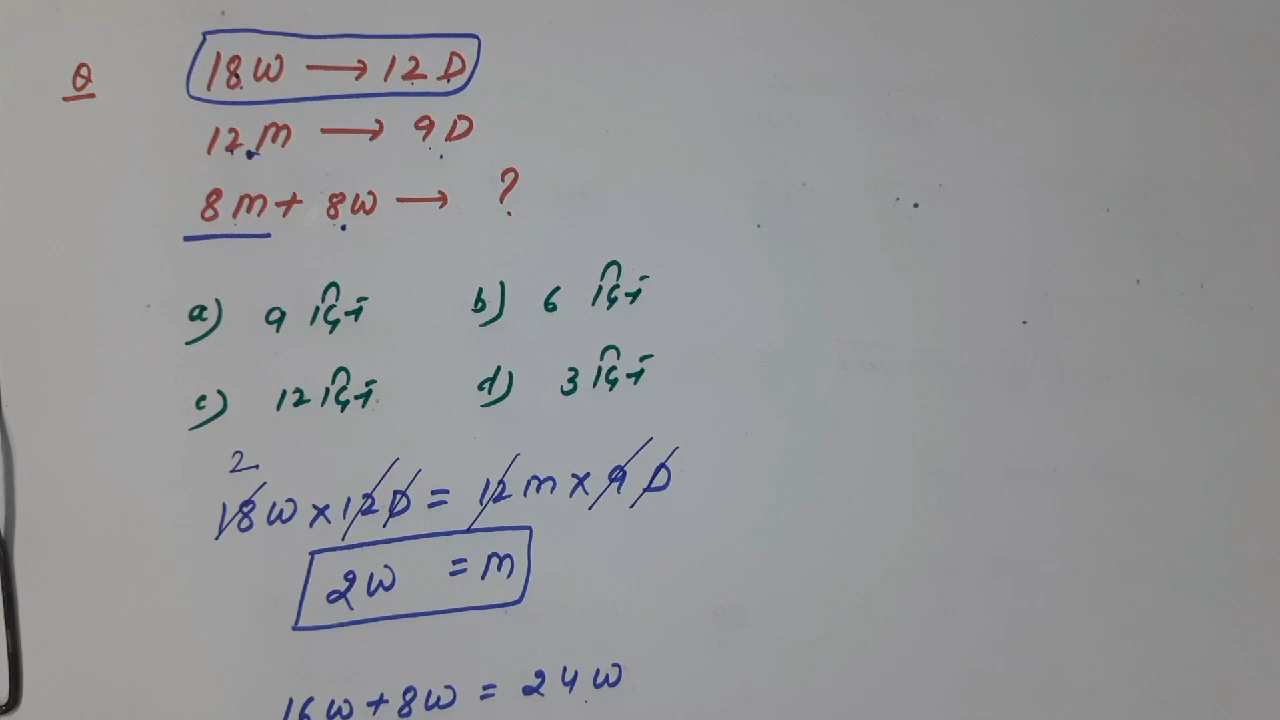 Q 18W → 12D
12M → 9D
8M + 8W → ?
a) 9 दिन b) 6 दिन
c) 12 दिन d) 3 दिन
2
18W × 12D = 12M × 9D
2W = M
16W + 8W = 24W